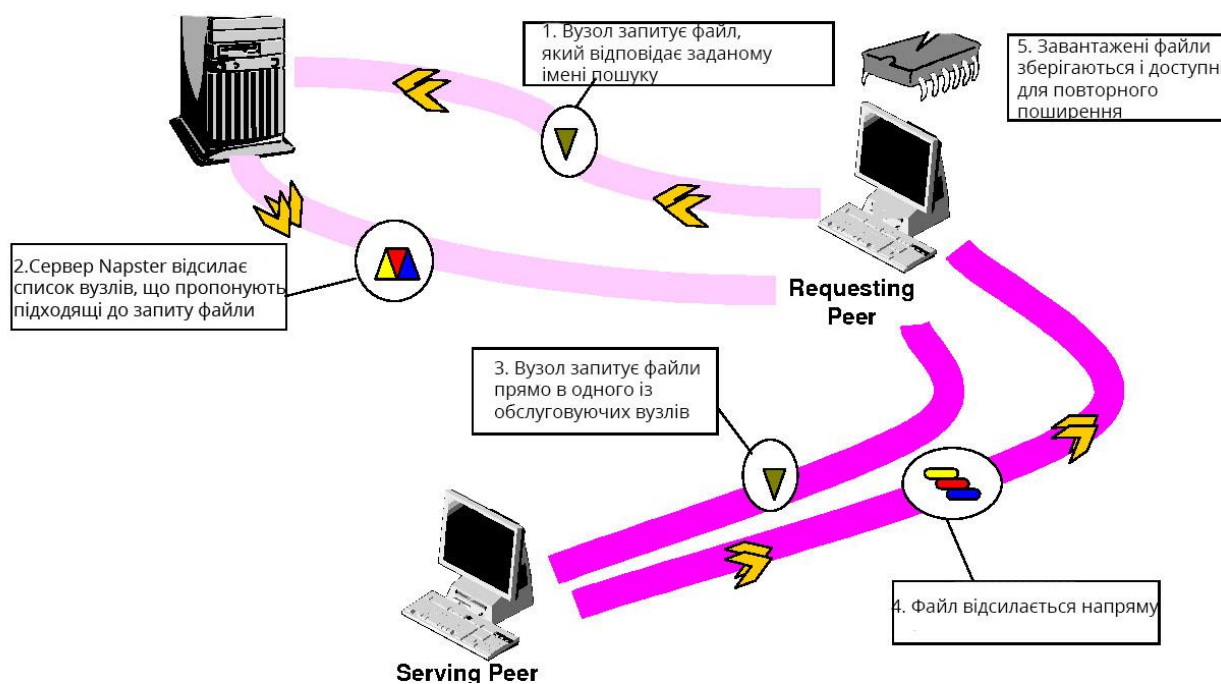 1. Вузол запитує файл,
який відповідає заданому
імені пошуку
5. Завантажені файли
зберігаються і доступн
для повторного
поширення
2.Сервер Napster відсилає
список вузлів, що пропонують
підходящі до запиту файли
Requesting
Peer
3. Вузол запитує файли
прямо в одного із
обслуговуючих вузлів
4. Файл відсилається напряму
Serving Peer